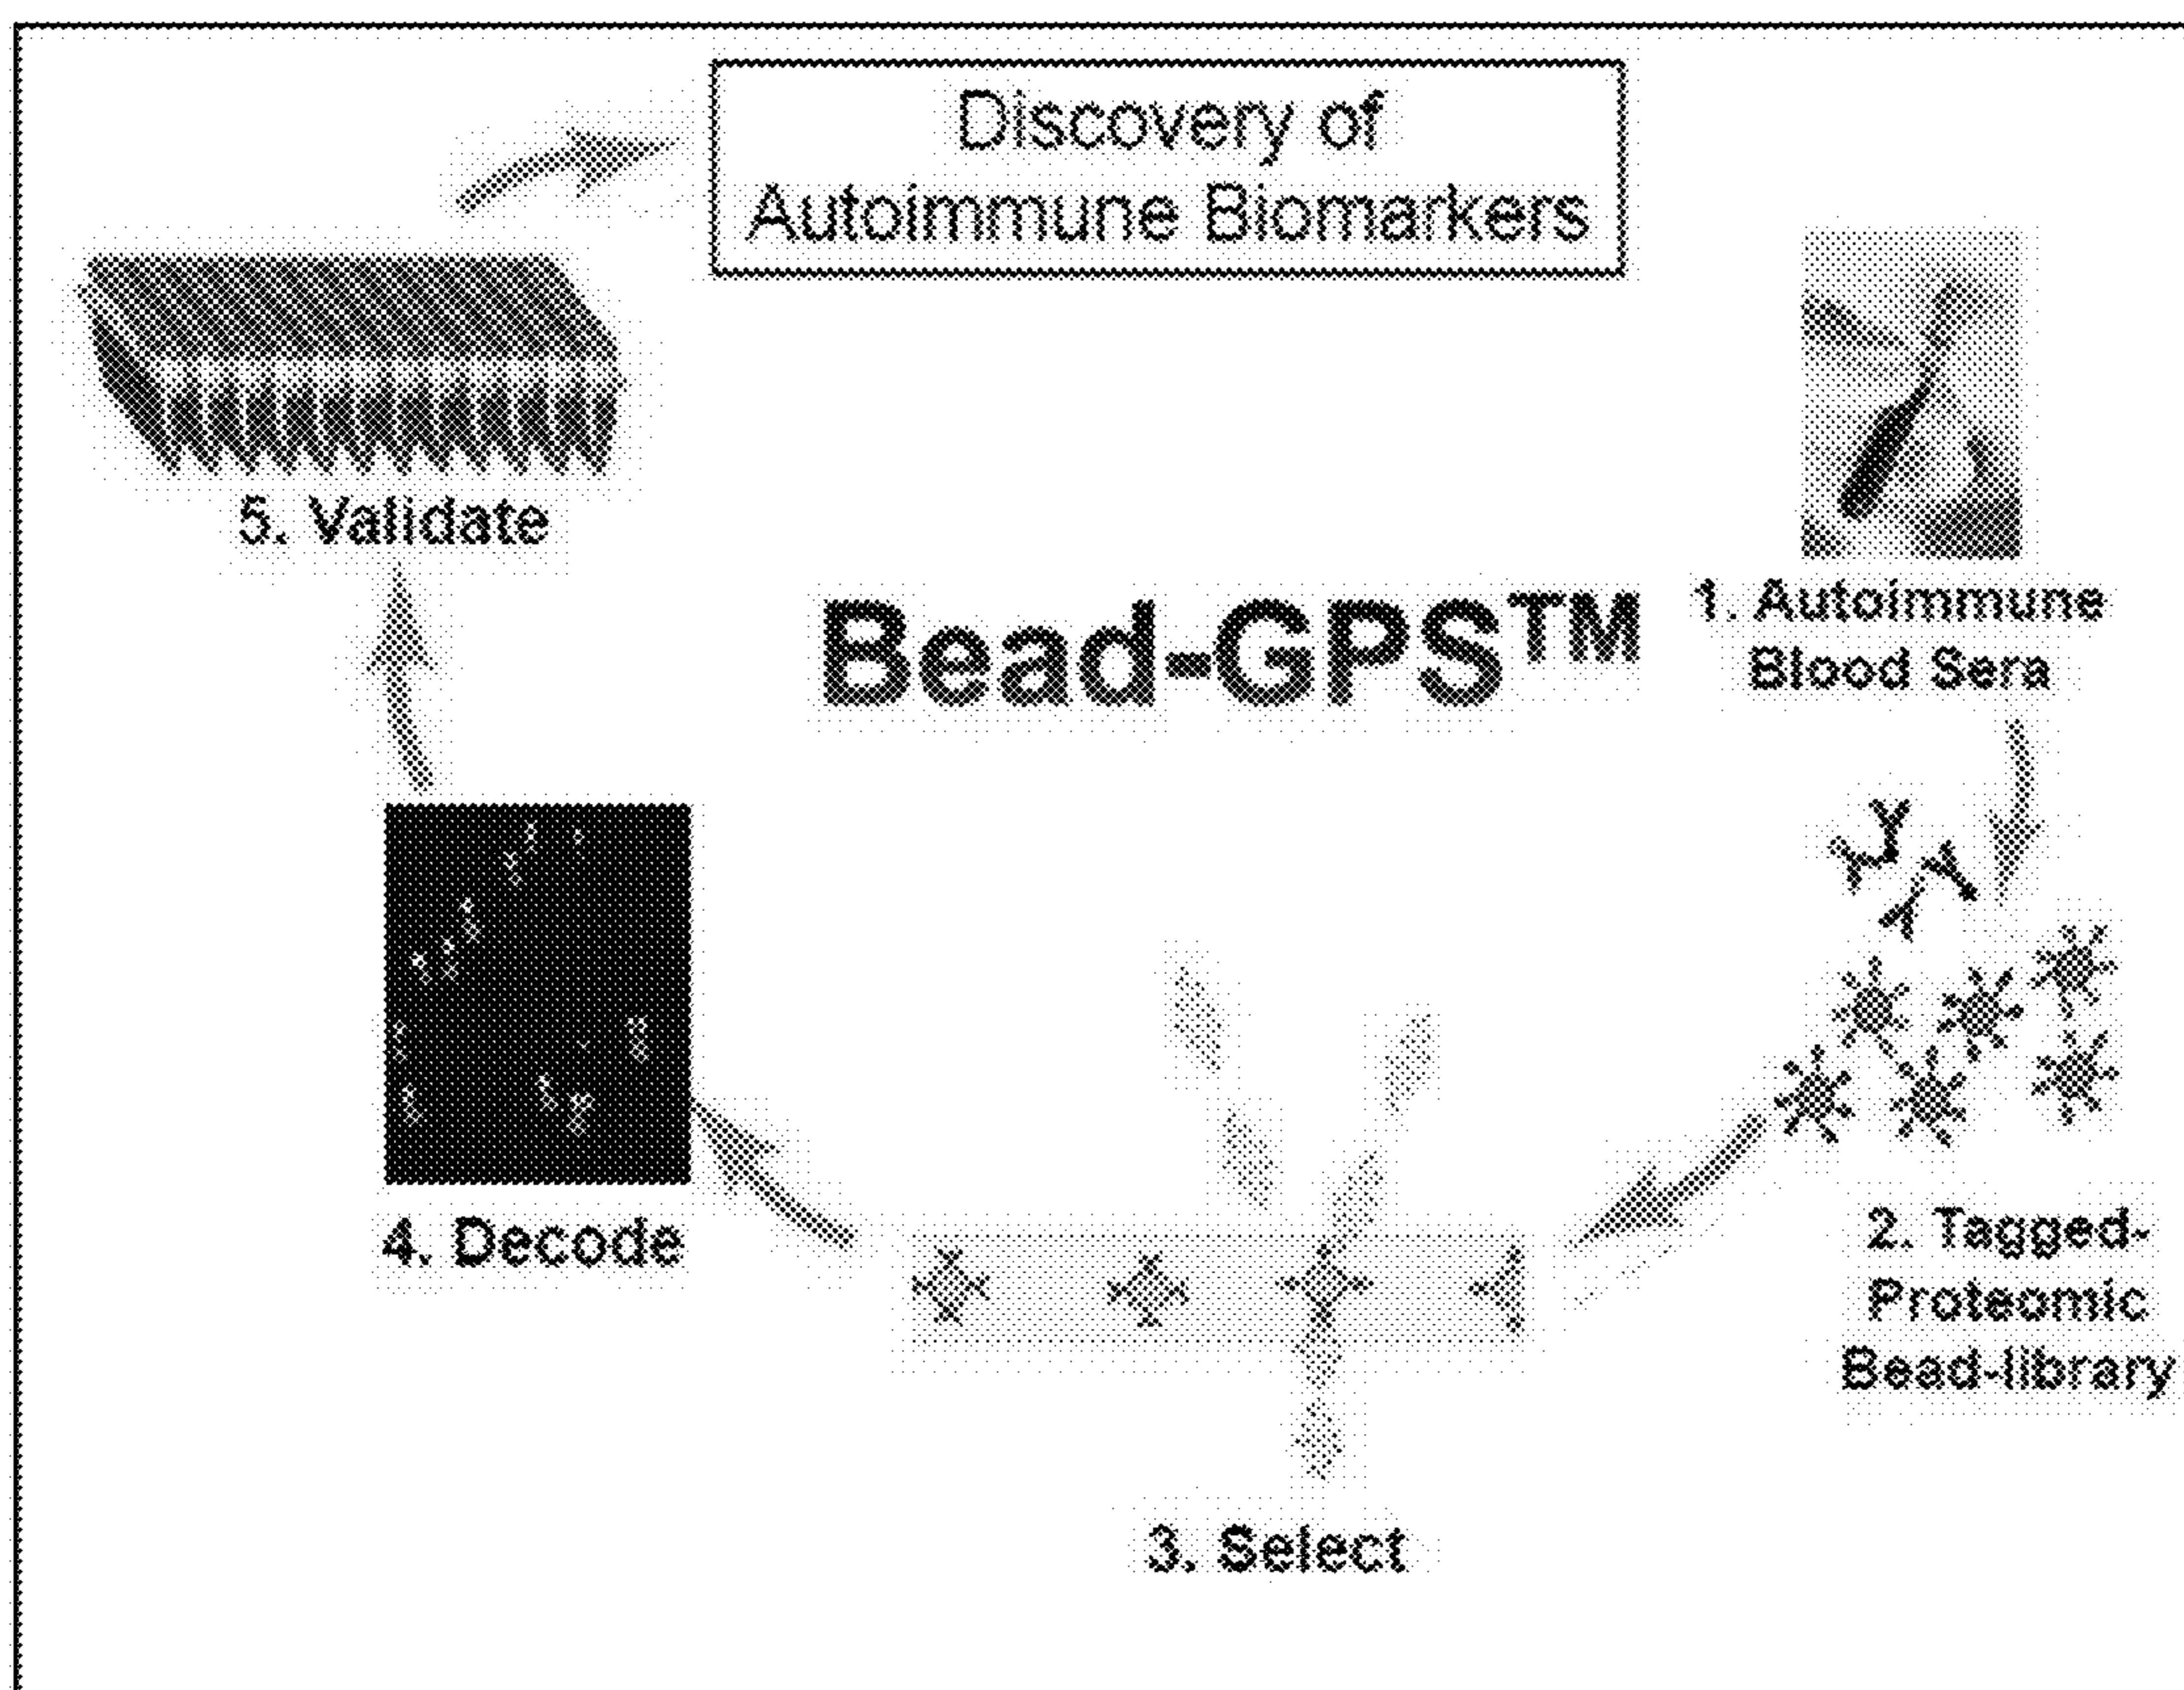 Discovery of
Autoimmune Biomarkers
5. Validate
Bead-GPS™
1. Autoimmune
Blood Sera
4. Decode
2. Tagged-
Proteomic
Bead-library
3. Select